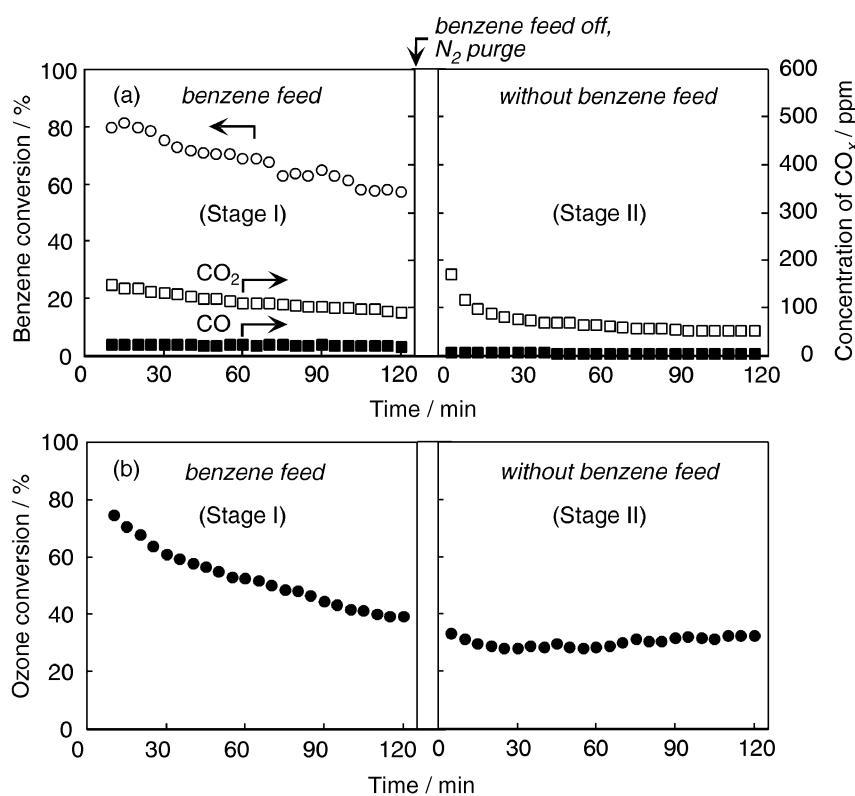 benzene feed off,
N2 purge
100
80
60
40
20
0
Benzene conversion / %
(a)
benzene feed
(Stage I)
CO2
CO
without benzene feed
(Stage II)
600
500
400
300
200
100
0
Concentration of COx / ppm
30
60
90
120
30
60
90
120
Time / min
100
80
60
40
20
0
Ozone conversion / %
(b)
benzene feed
(Stage I)
without benzene feed
(Stage II)
0
30
60
90
120
30
60
90
120
Time / min